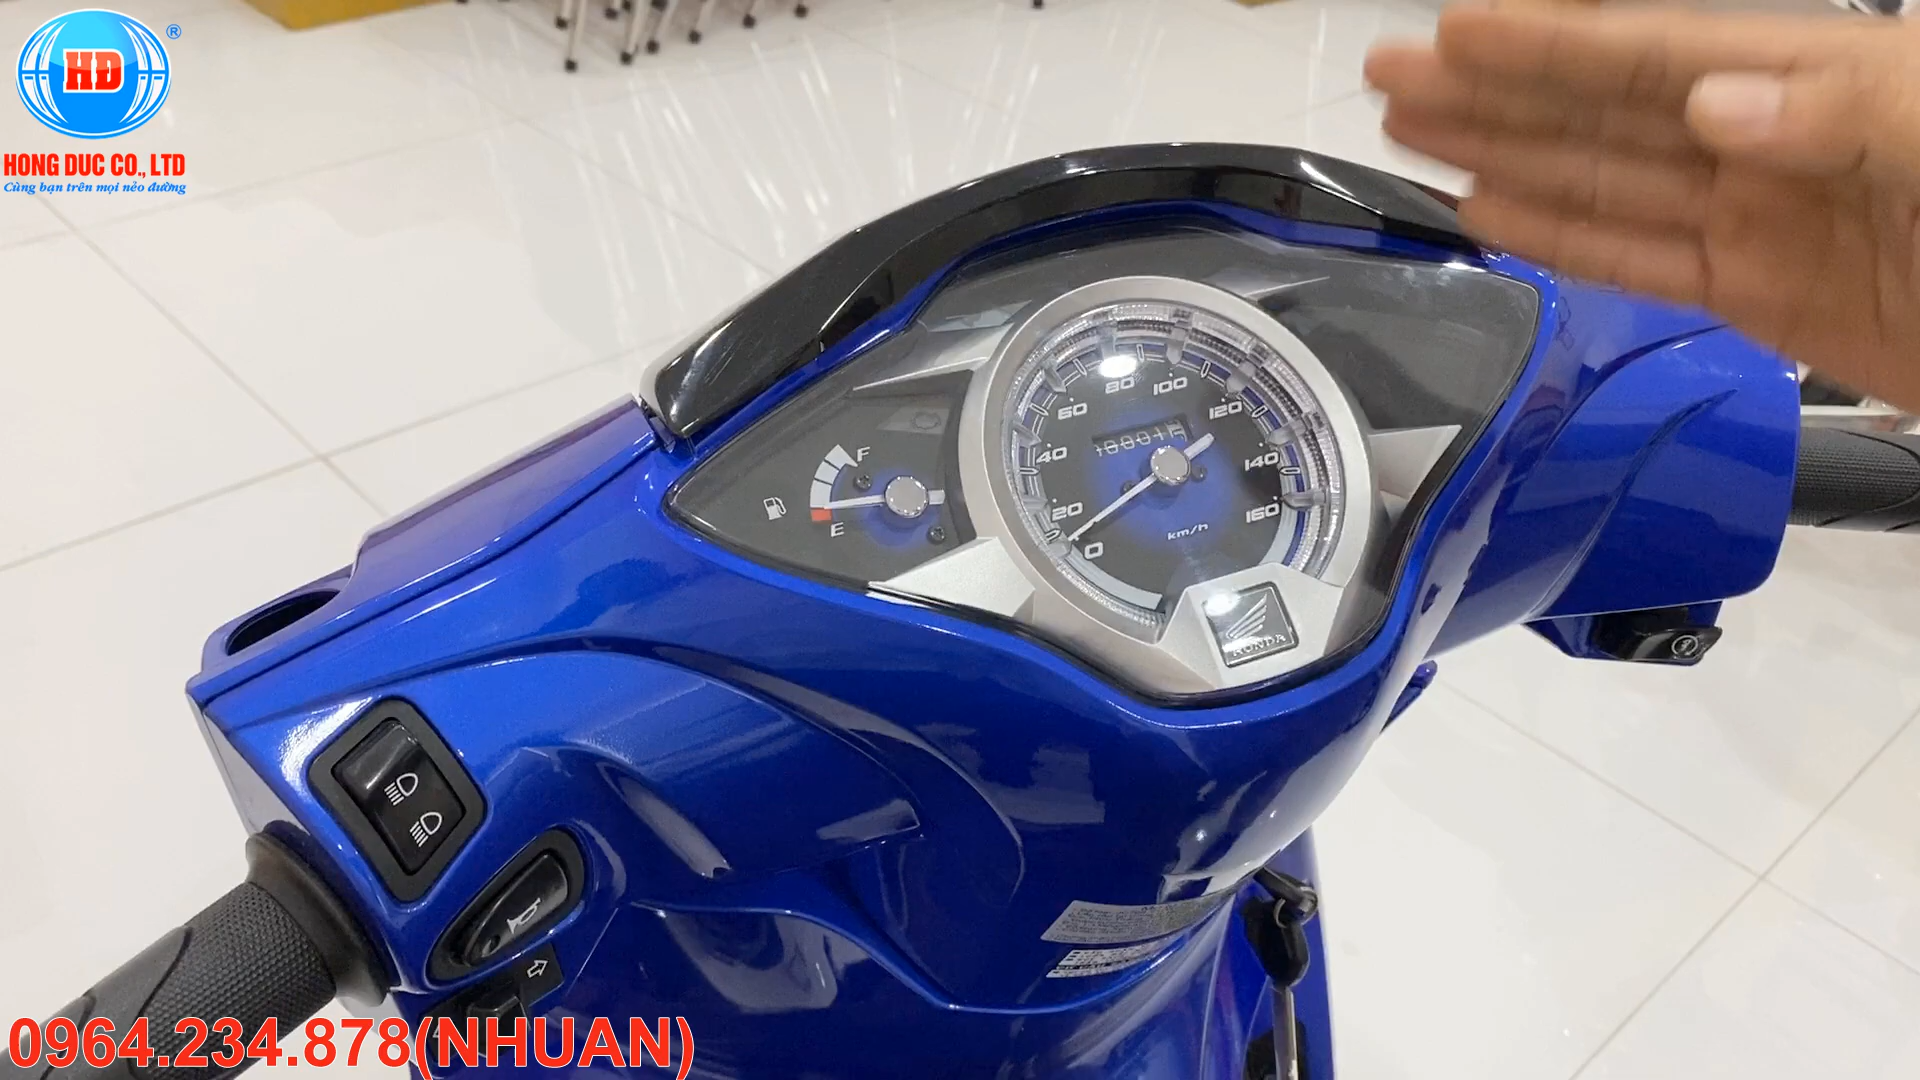 HD ®
HONG DUC CO., LTD
Cùng bạn trên mọi nẻo đường
80 100
60 120
40 140
20 160
0 km/h
F
E
HONDA
0964.234.878(NHUAN)